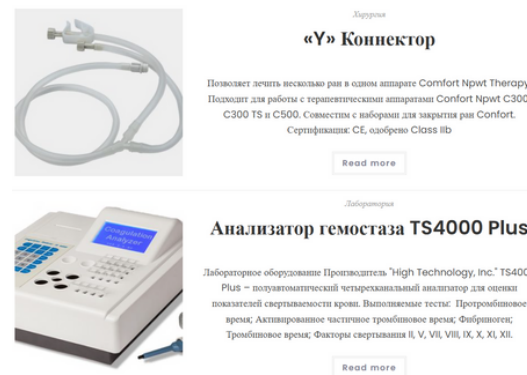 Хирургия
«Y» Коннектор
Позволяет лечить несколько ран в одном аппарате Comfort Npwt Therapy
Подходит для работы с терапевтическими аппаратами Confort Npwt C300
C300 TS и C500. Совместим с наборами для закрытия ран Confort.
Сертификация: CE, одобрено Class IIb
Read more
Лаборатория
Анализатор гемостаза TS4000 Plus
Coagulation
Analyzer
Лабораторное оборудование Производитель "High Technology, Inc." TS400
Plus – полуавтоматический четырехканальный анализатор для оценки
показателей свертываемости крови. Выполняемые тесты: Протромбиновое
время; Активированное частичное тромбиновое время; Фибриноген;
Тромбиновое время; Факторы свертывания II, V, VII, VIII, IX, X, XI, XII.
Read more